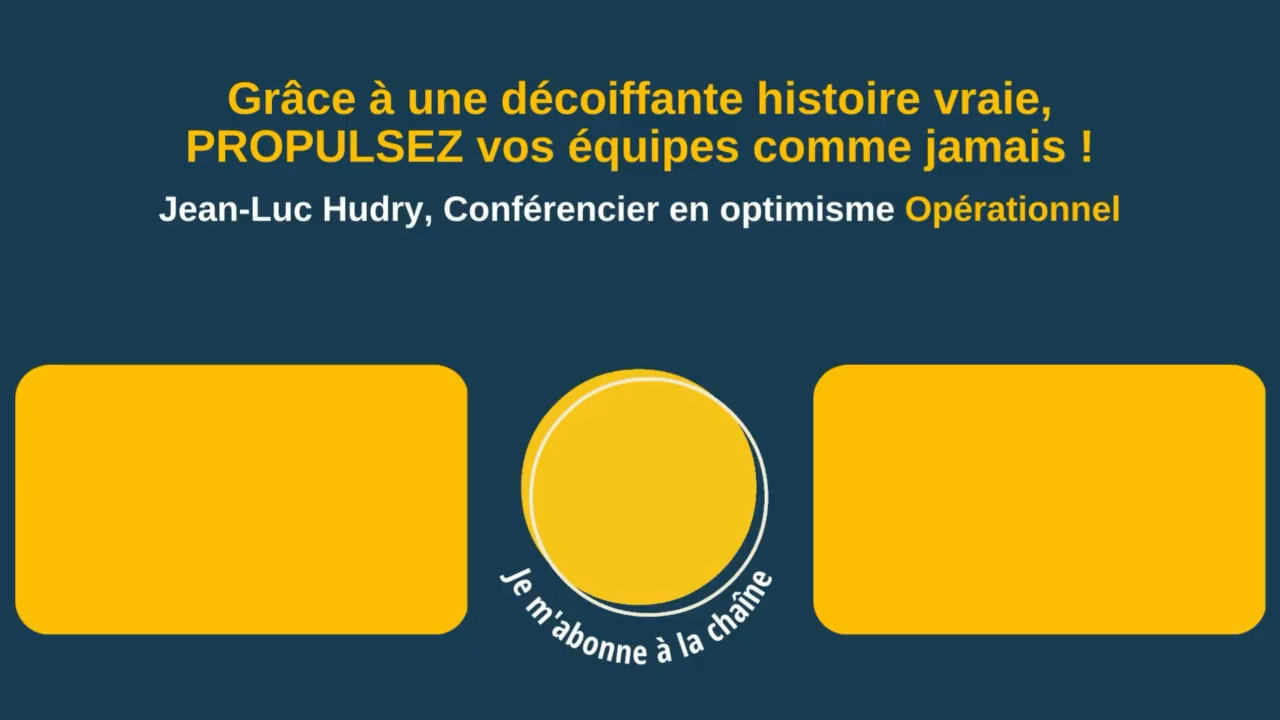 Grâce à une décoiffante histoire vraie,
PROPULSEZ vos équipes comme jamais !
Jean-Luc Hudry, Conférencier en optimisme Opérationnel
Je m'abonne à la chaîne